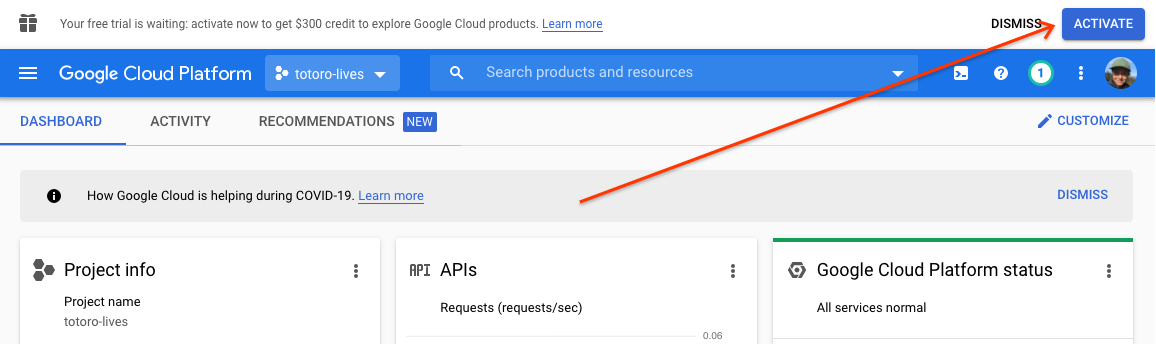 Your free trial is waiting: activate now to get $300 credit to explore Google Cloud products. Learn more
DISMISS
ACTIVATE
Google Cloud Platform
totoro-lives
Search products and resources
1
DASHBOARD
ACTIVITY
RECOMMENDATIONS NEW
CUSTOMIZE
How Google Cloud is helping during COVID-19. Learn more
DISMISS
Project info
Project name
totoro-lives
API APIs
Requests (requests/sec)
0.06
Google Cloud Platform status
All services normal